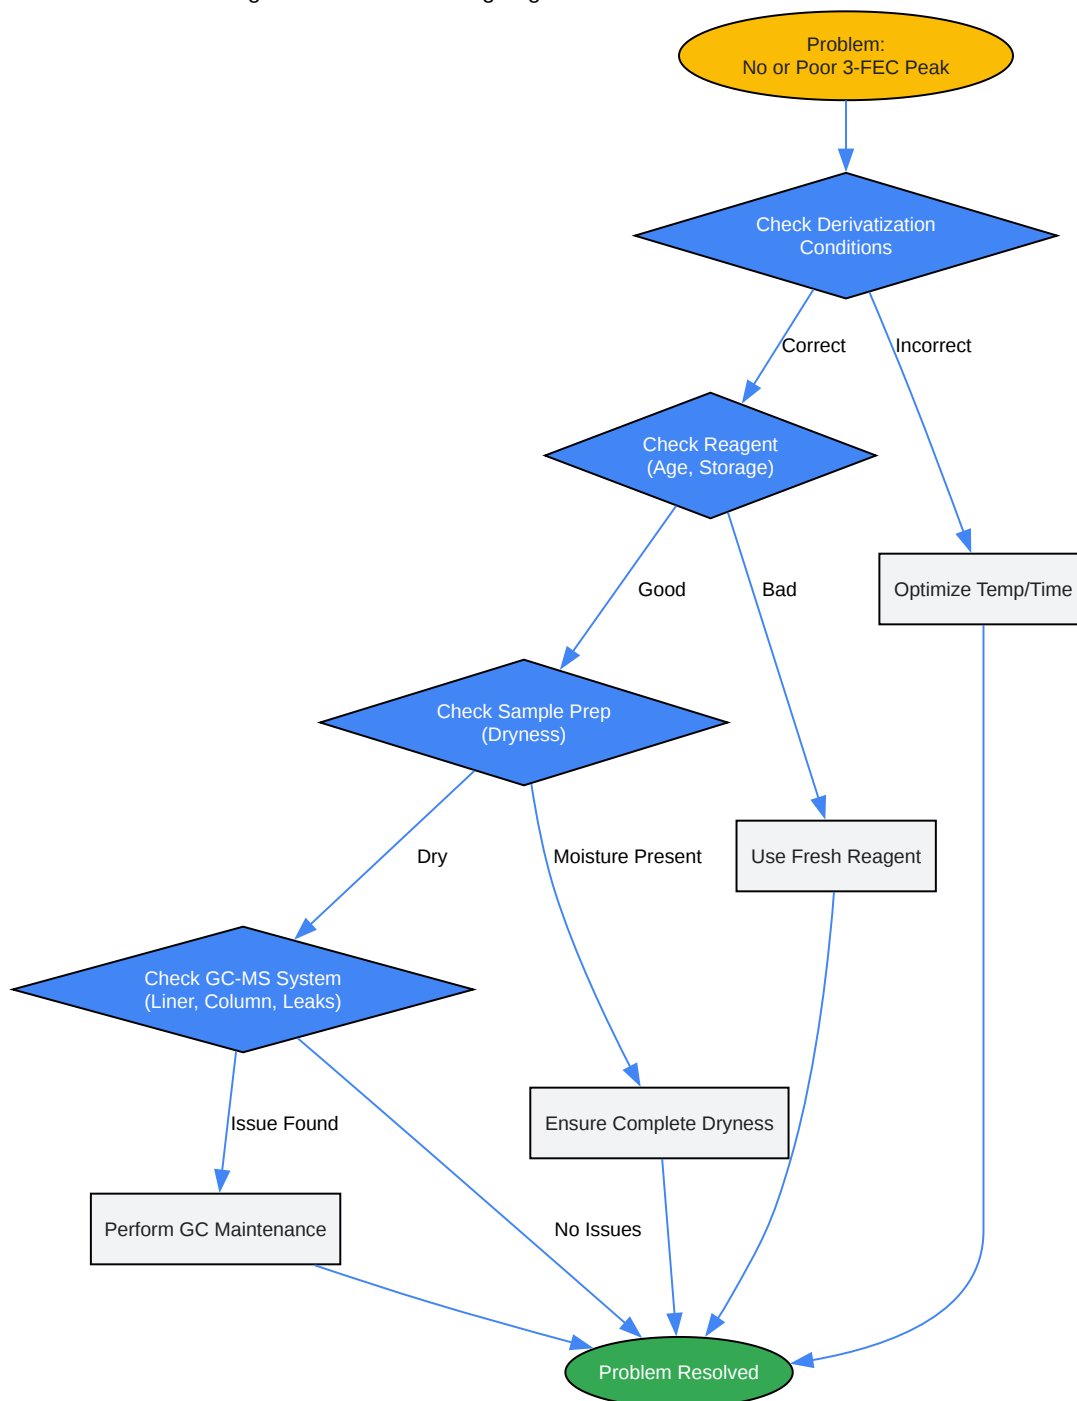 Problem:
No or Poor 3-FEC Peak
Check Derivatization
Conditions
Correct
Incorrect
Check Reagent
(Age, Storage)
Good
Bad
Optimize Temp/Time
Check Sample Prep
(Dryness)
Dry
Moisture Present
Use Fresh Reagent
Check GC-MS System
(Liner, Column, Leaks)
Issue Found
Ensure Complete Dryness
Perform GC Maintenance
No Issues
Problem Resolved